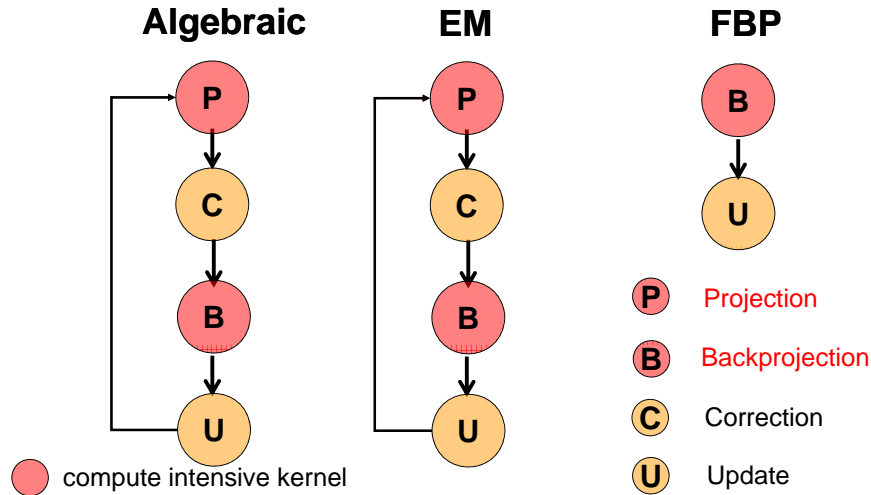 Algebraic
EM
FBP
P
C
B
U
P
C
B
U
B
U
P Projection
B Backprojection
C Correction
U Update
compute intensive kernel